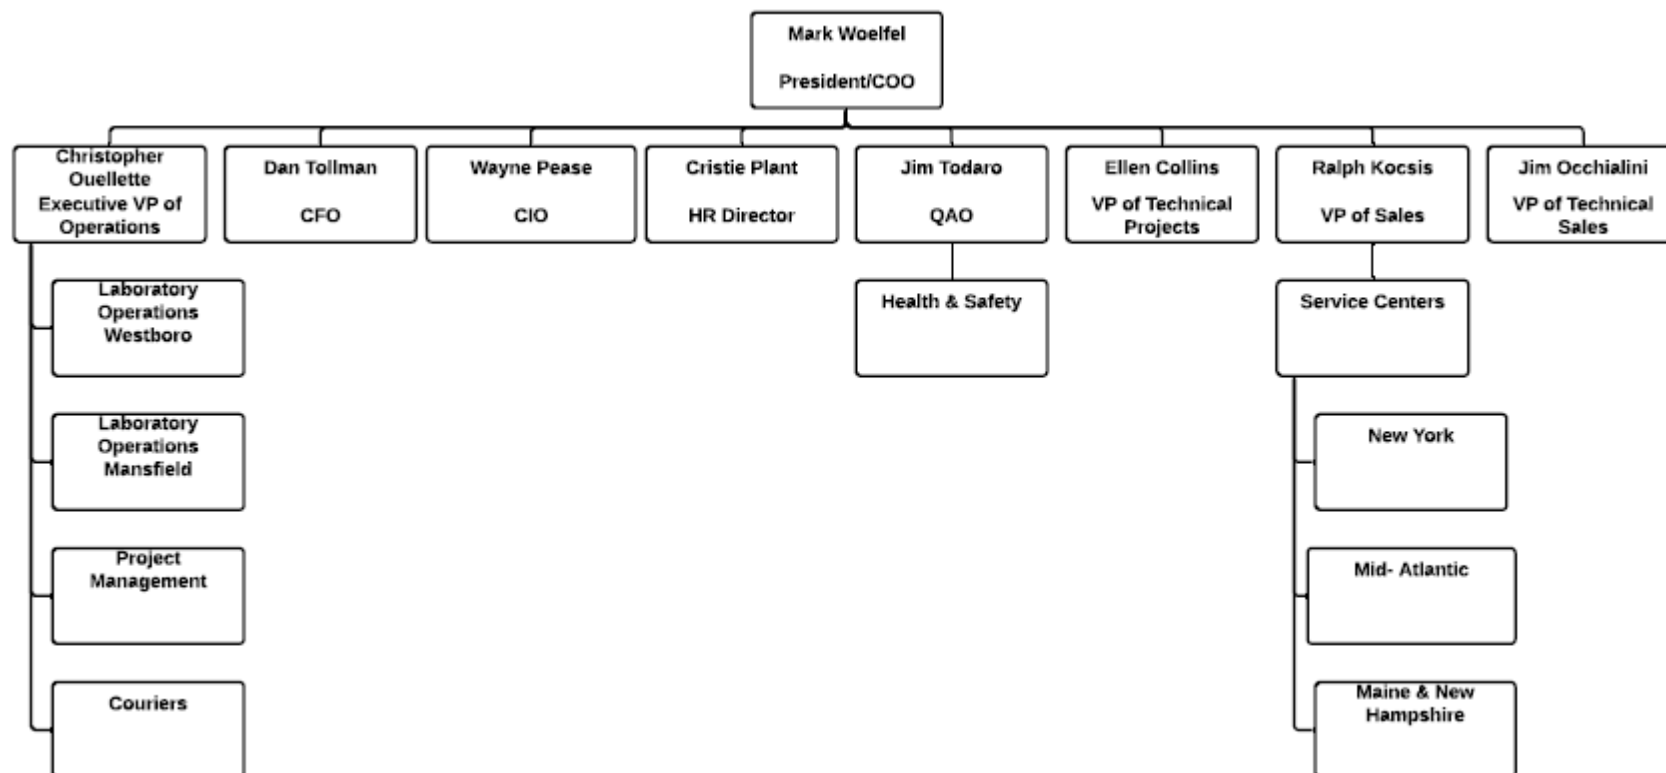 Mark Woelfel
President/COO
Christopher
Ouellette
Executive VP of
Operations
Dan Tollman
CFO
Wayne Pease
CIO
Cristie Plant
HR Director
Jim Todaro
QAO
Ellen Collins
VP of Technical
Projects
Ralph Kocsis
VP of Sales
Jim Occhialini
VP of Technical
Sales
Laboratory
Operations
Westboro
Health & Safety
Service Centers
Laboratory
Operations
Mansfield
New York
Project
Management
Mid- Atlantic
Couriers
Maine & New
Hampshire